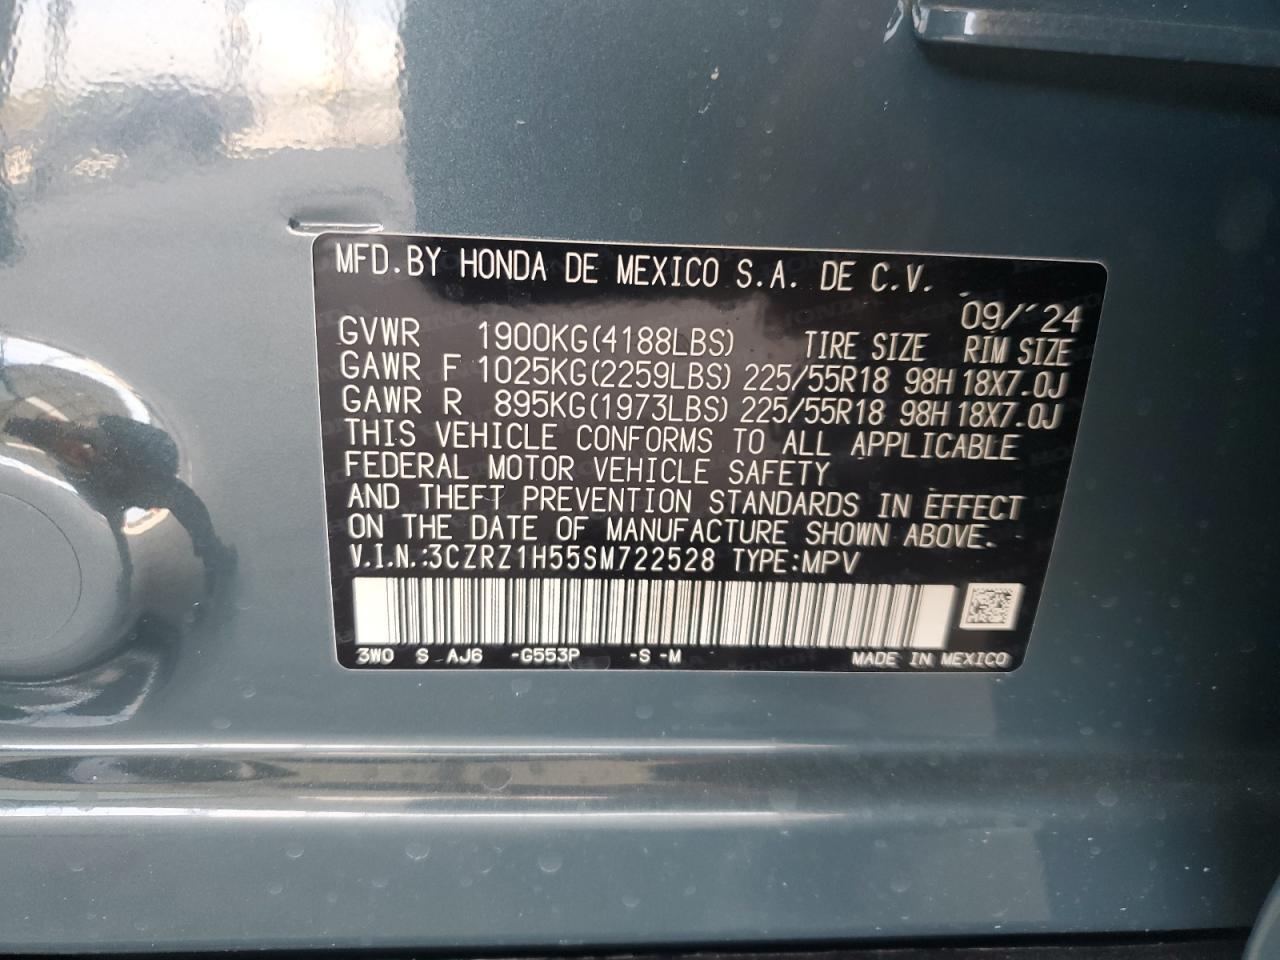 MFD.BY HONDA DE MEXICO S.A. DE C.V.
09/'24
GVWR 1900KG(4188LBS) TIRE SIZE RIM SIZE
GAWR F 1025KG(2259LBS) 225/55R18 98H 18X7.0J
GAWR R 895KG(1973LBS) 225/55R18 98H 18X7.0J
THIS VEHICLE CONFORMS TO ALL APPLICABLE
FEDERAL MOTOR VEHICLE SAFETY
AND THEFT PREVENTION STANDARDS IN EFFECT
ON THE DATE OF MANUFACTURE SHOWN ABOVE.
V.I.N.:3CZRZ1H55SM722528 TYPE:MPV
3W0 S AJ6 -G553P -S -M MADE IN MEXICO